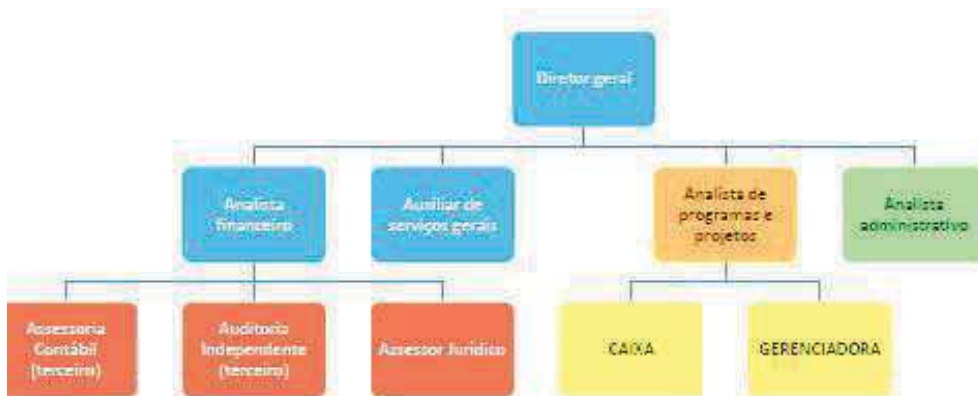 Diretor geral
Analista
financeiro
Auxiliar de
serviços gerais
Analista de
programas e
projetos
Analista
administrativo
Assessoria
Contábil
(terceiro)
Auditoria
Independente
(terceiro)
Assessor Jurídico
CAIXA
GERENCIADORA